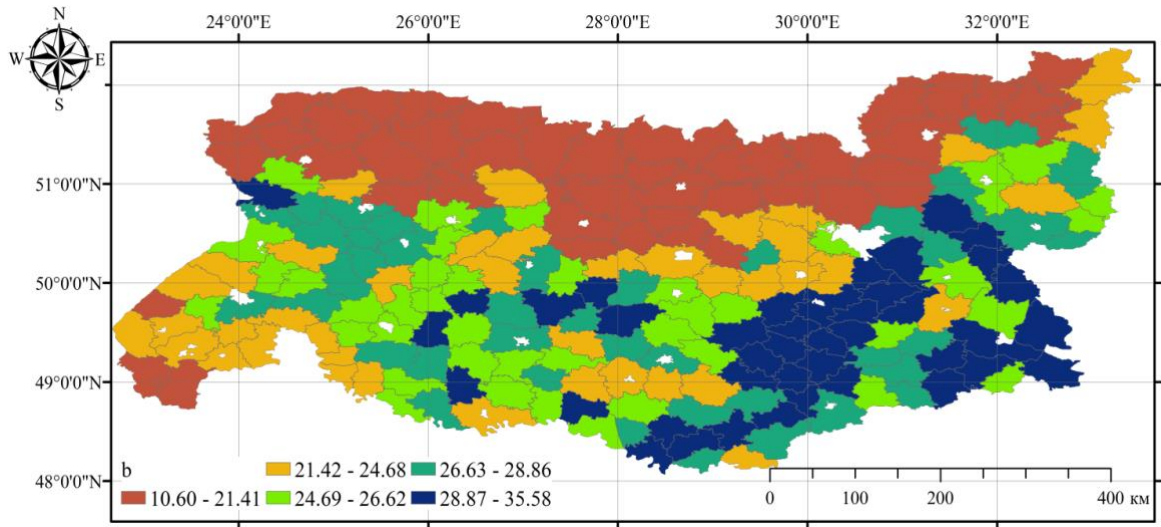 24°0'0"E 26°0'0"E 28°0'0"E 30°0'0"E 32°0'0"E
N
W E
S
51°0'0"N
50°0'0"N
49°0'0"N
48°0'0"N
b
21.42 - 24.68 26.63 - 28.86
10.60 - 21.41 24.69 - 26.62 28.87 - 35.58
0 100 200 400 км